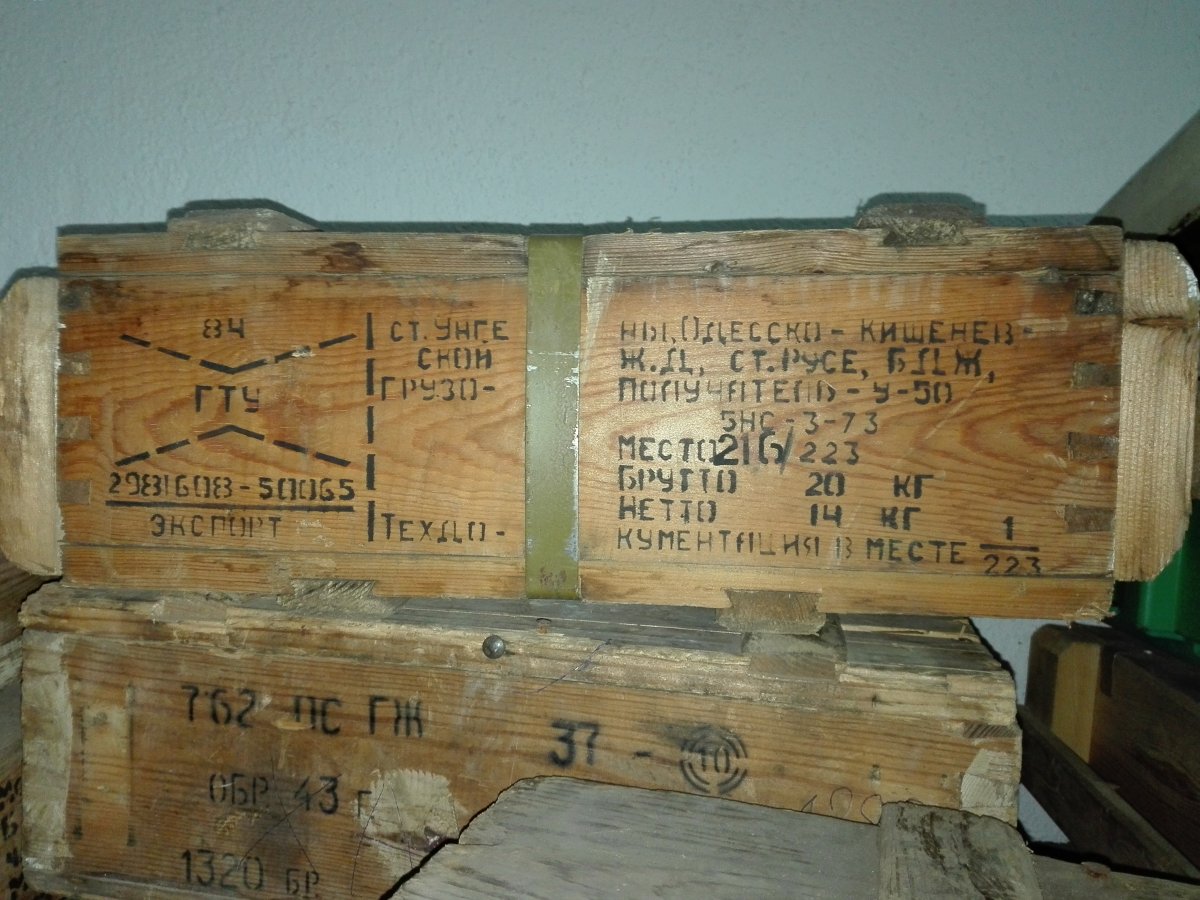 84
ГТУ
2981608-50065
ЭКСПОРТ
СТ. УНГЕ
СКОЙ
ГРУЗО-
ТЕХДО-
НЫ, ОДЕССКО - КИШЕНЕВ-
Ж.Д, СТ.РУСЕ, БДЖ,
ПОЛУЧАТЕЛЬ - У-50
5НС - 3-73
МЕСТО 216/223
БРУТТО 20 КГ
НЕТТО 14 КГ
КУМЕНТАЦИЯ В МЕСТЕ 1/223
7.62 ПС ГЖ
37 - 10
ОБР. 43 Г
1320 БР